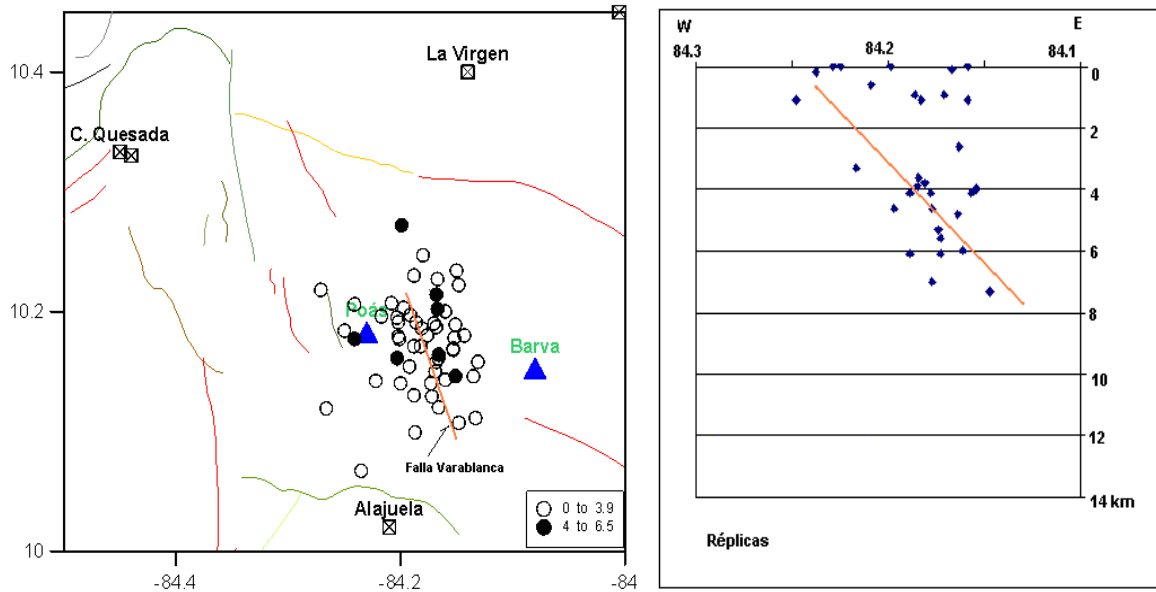 La Virgen
10.4
C. Quesada
10.2
Poás
Barva
Falla Varablanca
Alajuela
0 to 3.9
4 to 6.5
10
-84.4
-84.2
-84
W
E
84.3
84.2
84.1
0
2
4
6
8
10
12
14 km
Réplicas